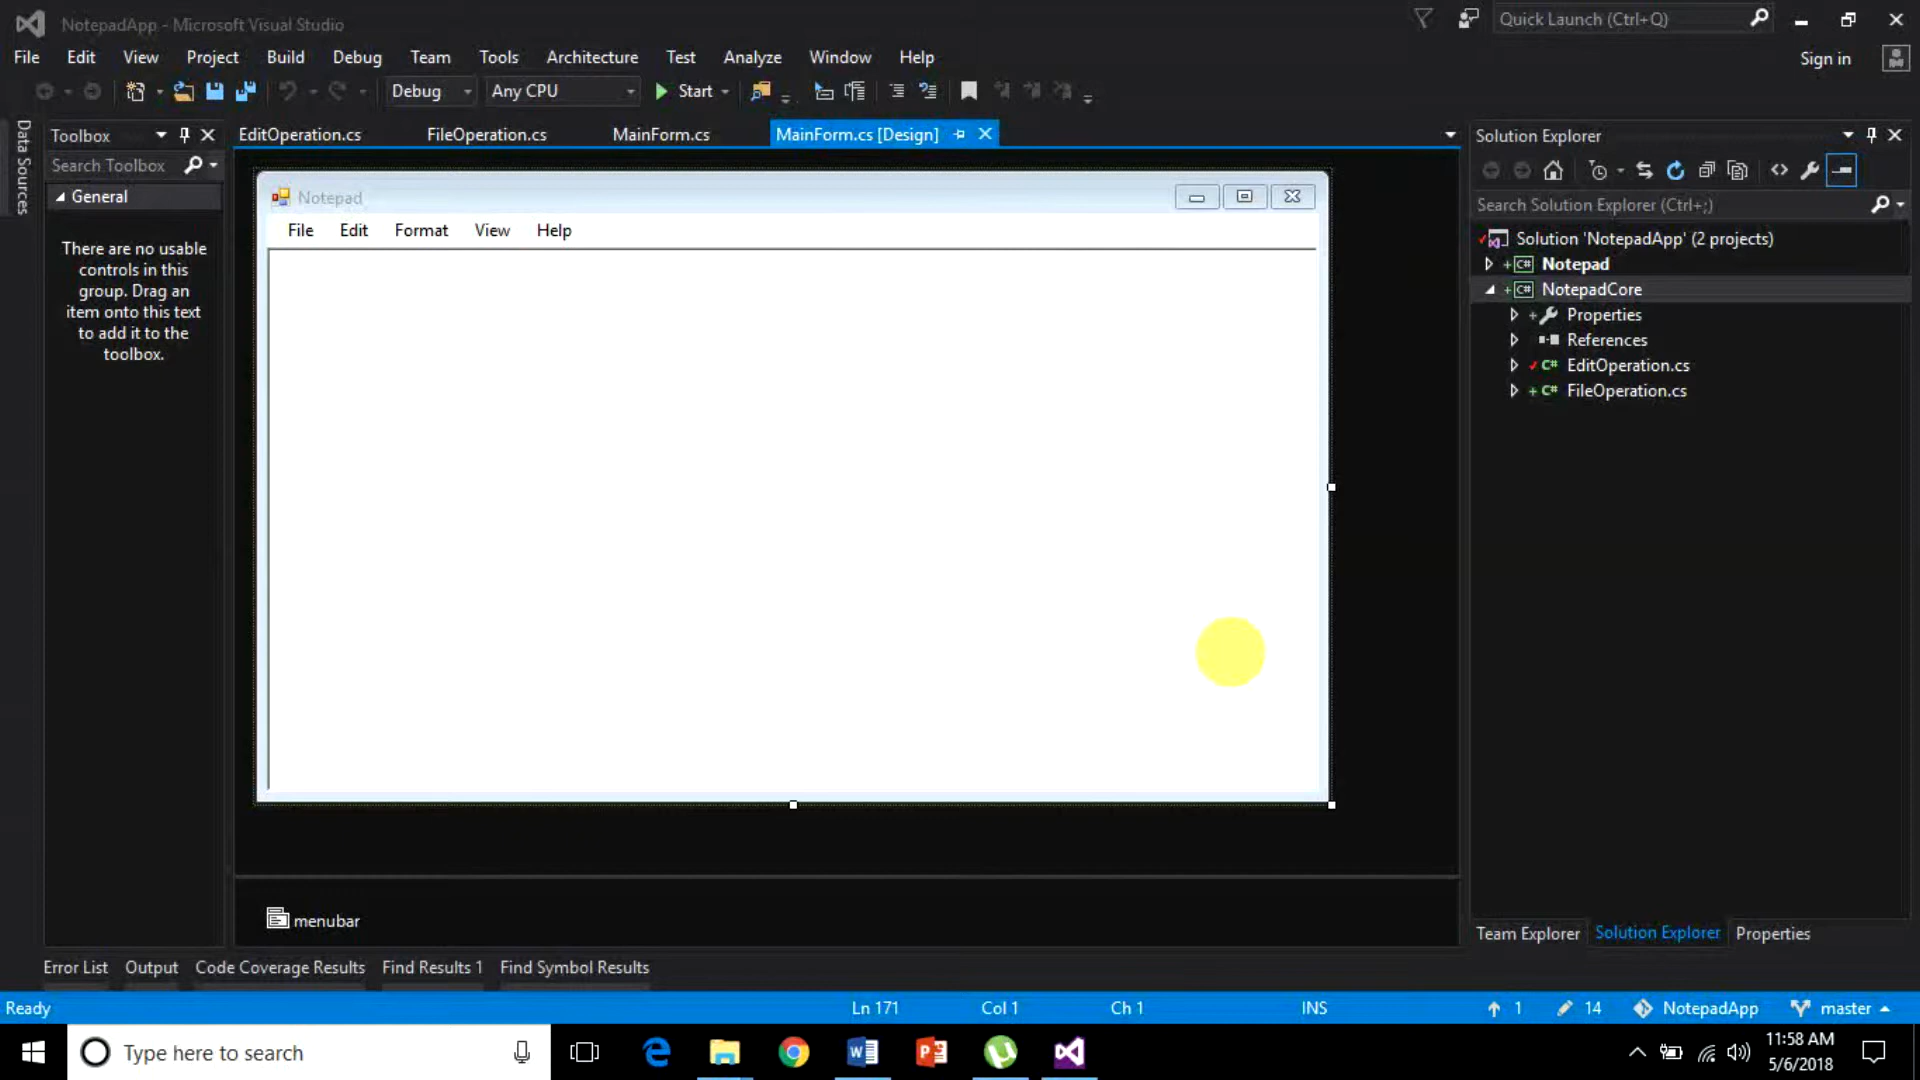 NotepadApp - Microsoft Visual Studio
Quick Launch (Ctrl+Q)
File Edit View Project Build Debug Team Tools Architecture Test Analyze Window Help
Sign in
Debug Any CPU Start
Data Sources
Toolbox
EditOperation.cs FileOperation.cs MainForm.cs MainForm.cs [Design]
Solution Explorer
Search Toolbox
General
There are no usable
controls in this
group. Drag an
item onto this text
to add it to the
toolbox.
Notepad
File Edit Format View Help
menubar
Search Solution Explorer (Ctrl+;)
Solution 'NotepadApp' (2 projects)
C# Notepad
C# NotepadCore
Properties
References
C# EditOperation.cs
C# FileOperation.cs
Team Explorer Solution Explorer Properties
Error List Output Code Coverage Results Find Results 1 Find Symbol Results
Ready Ln 171 Col 1 Ch 1 INS 1 14 NotepadApp master
Type here to search
11:58 AM
5/6/2018